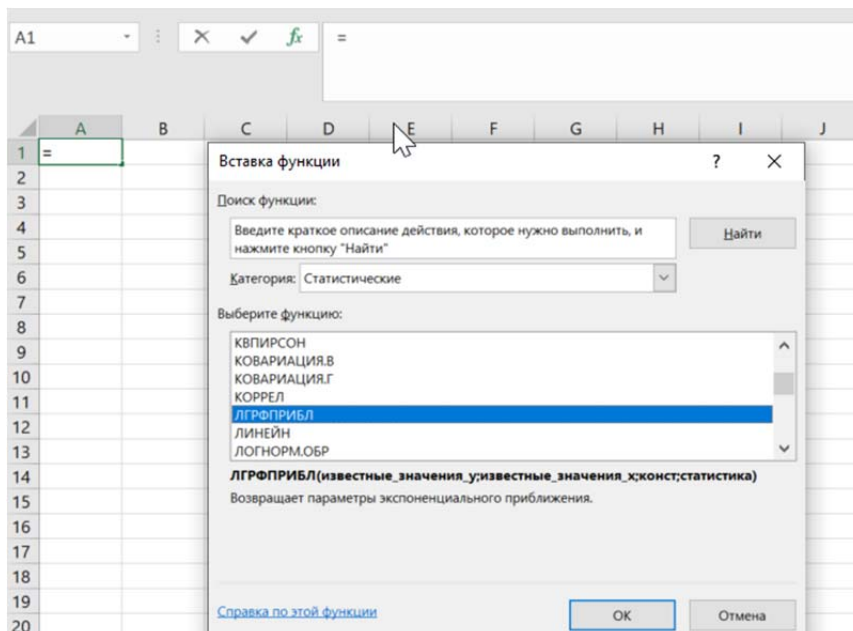 A1 fx =
A B C D E F G H I J
1 =
2
3
4
5
6
7
8
9
10
11
12
13
14
15
16
17
18
19
20
Вставка функции ?
Поиск функции:
Введите краткое описание действия, которое нужно выполнить, и
нажмите кнопку "Найти"
Найти
Категория: Статистические
Выберите функцию:
КВПИРСОН
КОВАРИАЦИЯ.В
КОВАРИАЦИЯ.Г
КОРРЕЛ
ЛГРФПРИБЛ
ЛИНЕЙН
ЛОГНОРМ.ОБР
ЛГРФПРИБЛ(известные_значения_y;известные_значения_x;конст;статистика)
Возвращает параметры экспоненциального приближения.
Справка по этой функции
ОК Отмена